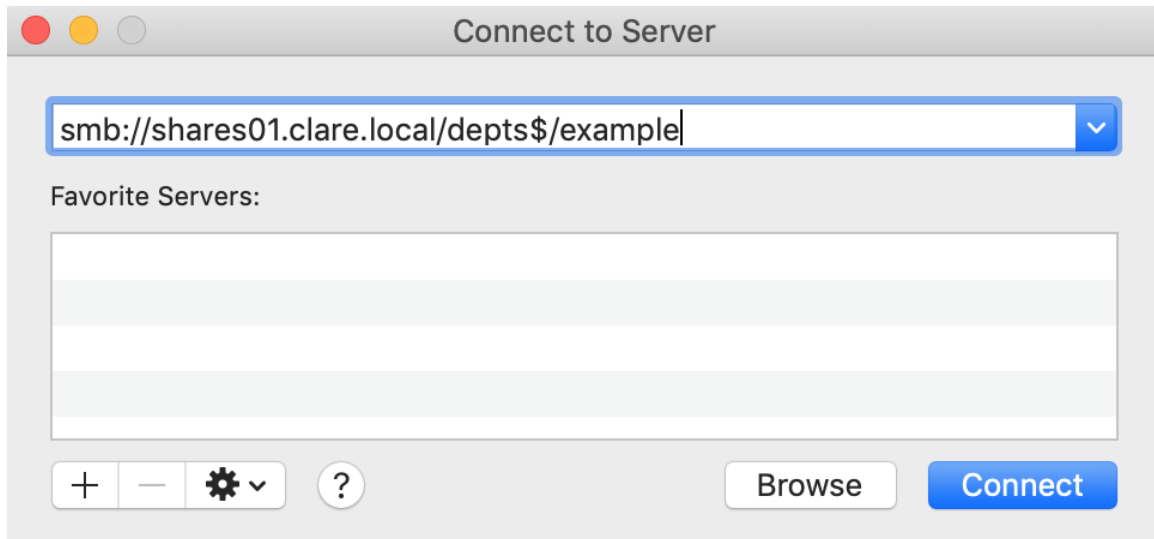 Connect to Server
smb://shares01.clare.local/depts$/example
Favorite Servers:
?
Browse
Connect